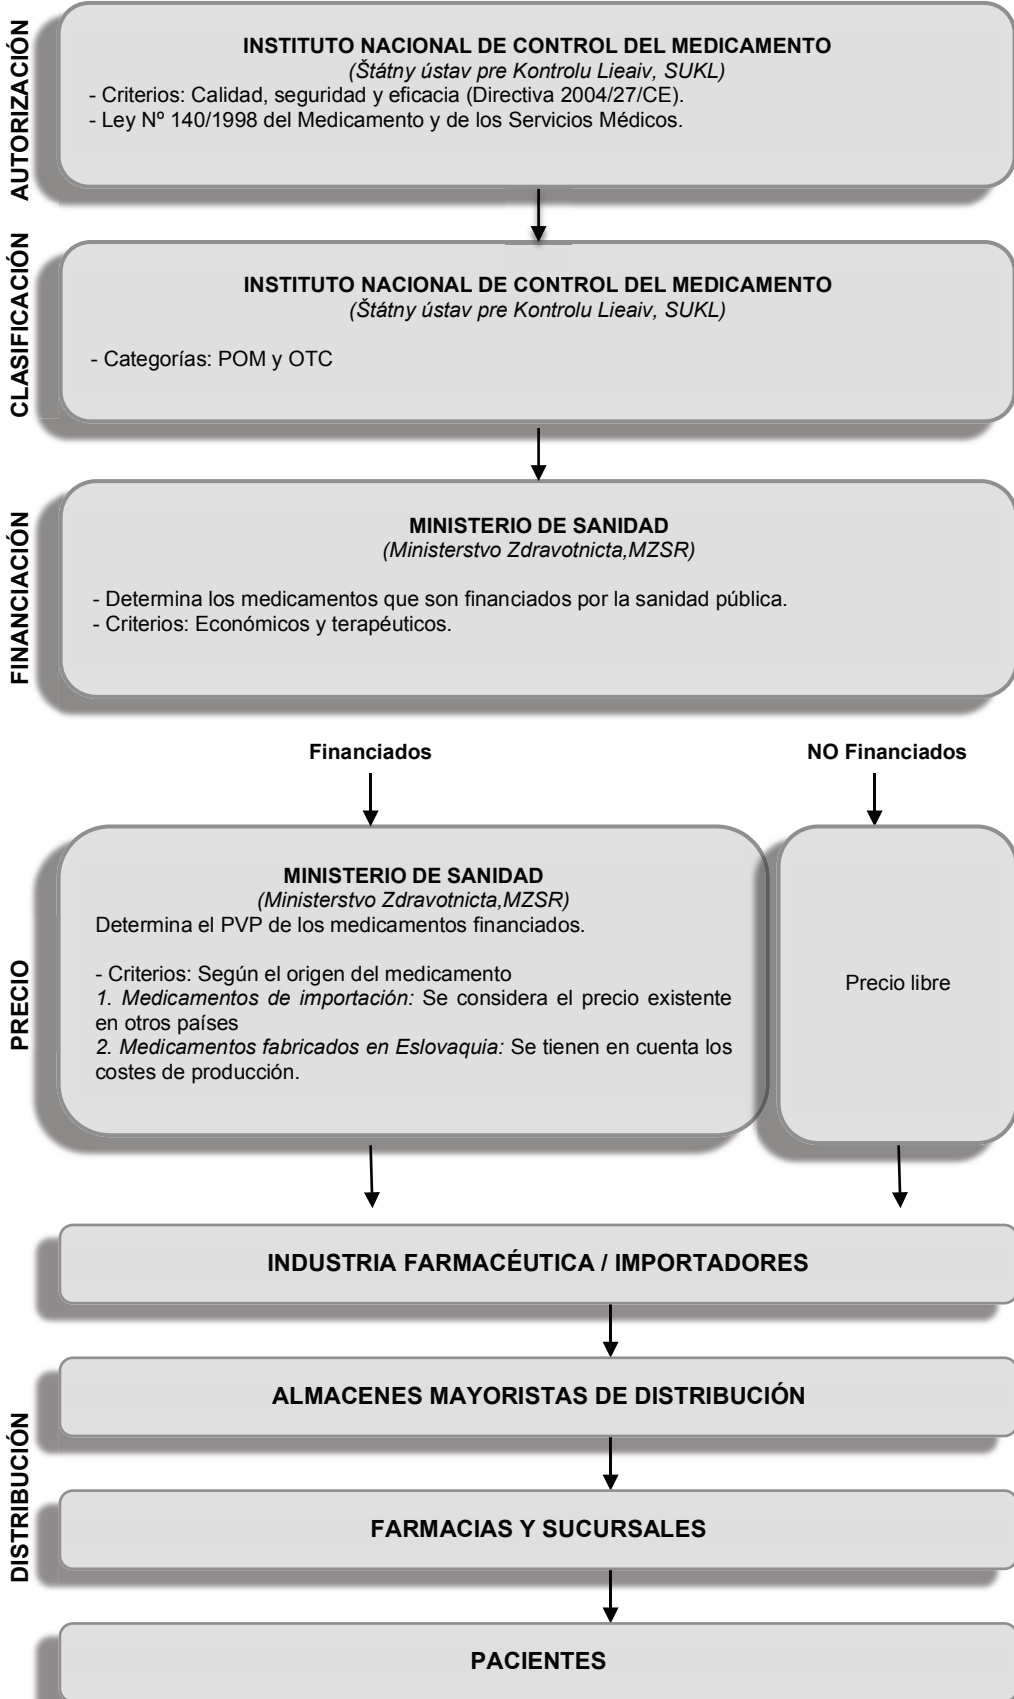 AUTORIZACIÓN
INSTITUTO NACIONAL DE CONTROL DEL MEDICAMENTO
(Štátny ústav pre Kontrolu Lieaiv, SUKL)
- Criterios: Calidad, seguridad y eficacia (Directiva 2004/27/CE).
- Ley Nº 140/1998 del Medicamento y de los Servicios Médicos.
CLASIFICACIÓN
INSTITUTO NACIONAL DE CONTROL DEL MEDICAMENTO
(Štátny ústav pre Kontrolu Lieaiv, SUKL)
- Categorías: POM y OTC
FINANCIACIÓN
MINISTERIO DE SANIDAD
(Ministerstvo Zdravotnicta,MZSR)
- Determina los medicamentos que son financiados por la sanidad pública.
- Criterios: Económicos y terapéuticos.
Financiados
NO Financiados
PRECIO
MINISTERIO DE SANIDAD
(Ministerstvo Zdravotnicta,MZSR)
Determina el PVP de los medicamentos financiados.
- Criterios: Según el origen del medicamento
1. Medicamentos de importación: Se considera el precio existente
en otros países
2. Medicamentos fabricados en Eslovaquia: Se tienen en cuenta los
costes de producción.
Precio libre
DISTRIBUCIÓN
INDUSTRIA FARMACÉUTICA / IMPORTADORES
ALMACENES MAYORISTAS DE DISTRIBUCIÓN
FARMACIAS Y SUCURSALES
PACIENTES